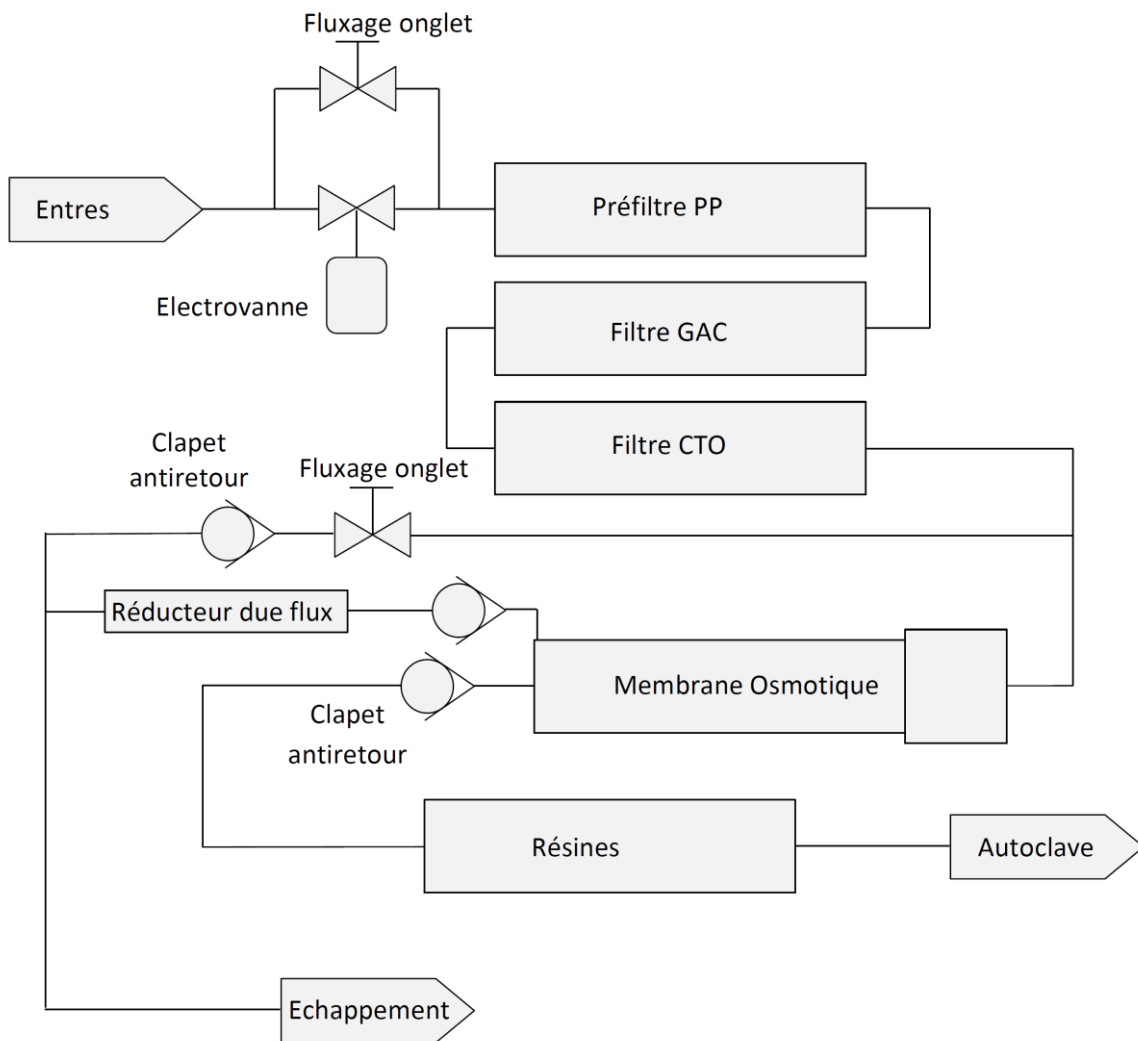 Fluxage onglet
Entres
Préfiltre PP
Electrovanne
Filtre GAC
Filtre CTO
Clapet
antiretour
Fluxage onglet
Réducteur due flux
Membrane Osmotique
Clapet
antiretour
Résines
Autoclave
Echappement